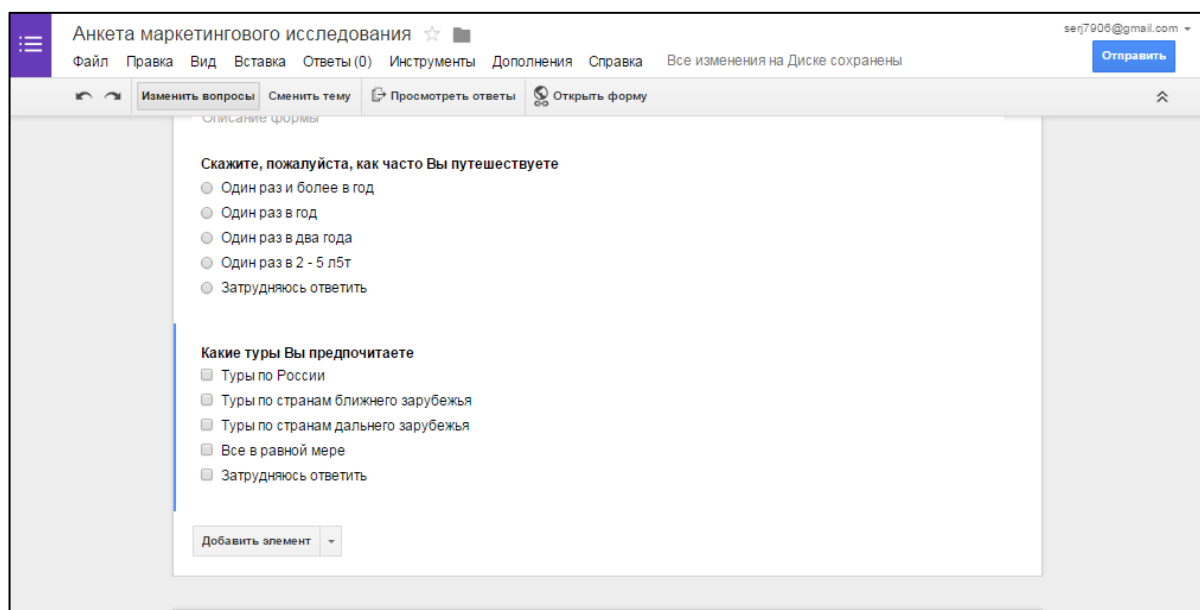 Анкета маркетингового исследования
serj7906@gmail.com
Файл Правка Вид Вставка Ответы (0) Инструменты Дополнения Справка Все изменения на Диске сохранены
Отправить
Изменить вопросы Сменить тему Просмотреть ответы Открыть форму
Описание формы
Скажите, пожалуйста, как часто Вы путешествуете
Один раз и более в год
Один раз в год
Один раз в два года
Один раз в 2 - 5 л5т
Затрудняюсь ответить
Какие туры Вы предпочитаете
Туры по России
Туры по странам ближнего зарубежья
Туры по странам дальнего зарубежья
Все в равной мере
Затрудняюсь ответить
Добавить элемент